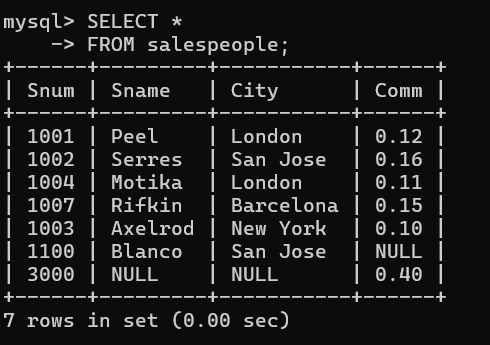 mysql> SELECT *
    -> FROM salespeople;
+------+---------+-----------+------+
| Snum | Sname   | City      | Comm |
+------+---------+-----------+------+
| 1001 | Peel    | London    | 0.12 |
| 1002 | Serres  | San Jose  | 0.16 |
| 1004 | Motika  | London    | 0.11 |
| 1007 | Rifkin  | Barcelona | 0.15 |
| 1003 | Axelrod | New York  | 0.10 |
| 1100 | Blanco  | San Jose  | NULL |
| 3000 | NULL    | NULL      | 0.40 |
+------+---------+-----------+------+
7 rows in set (0.00 sec)